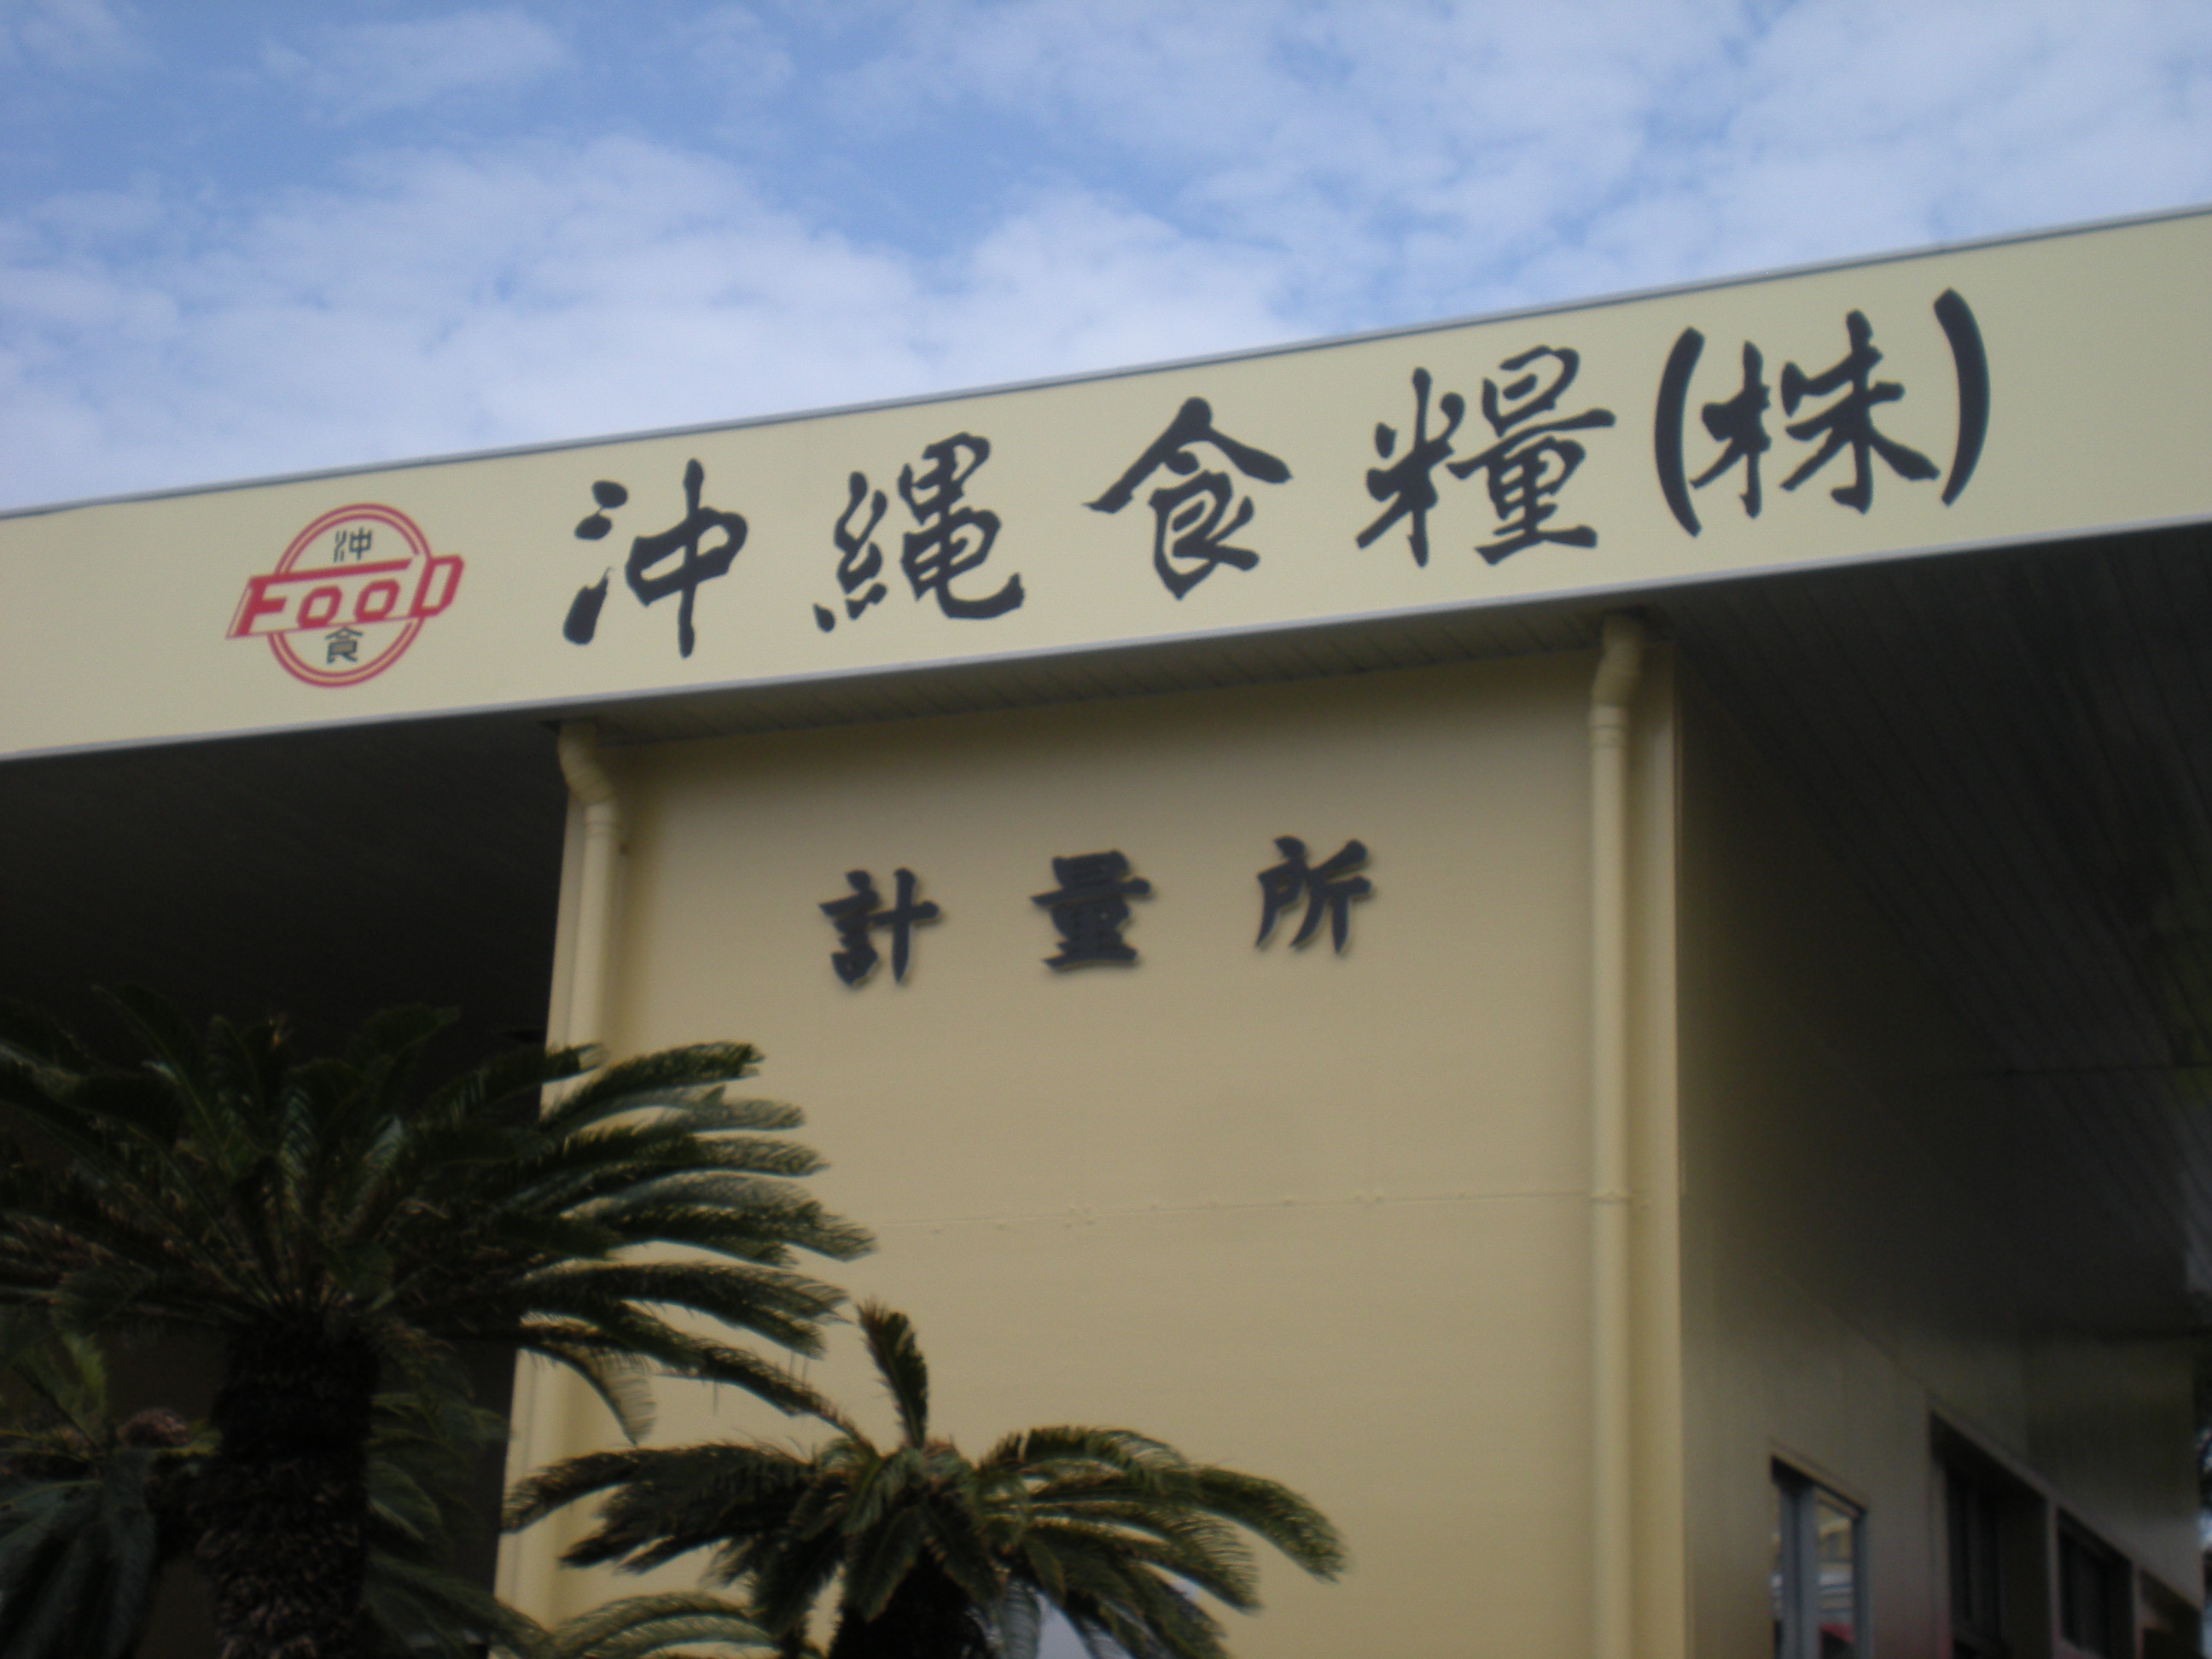 沖縄食糧(株)
沖
FOOD
食
計量所